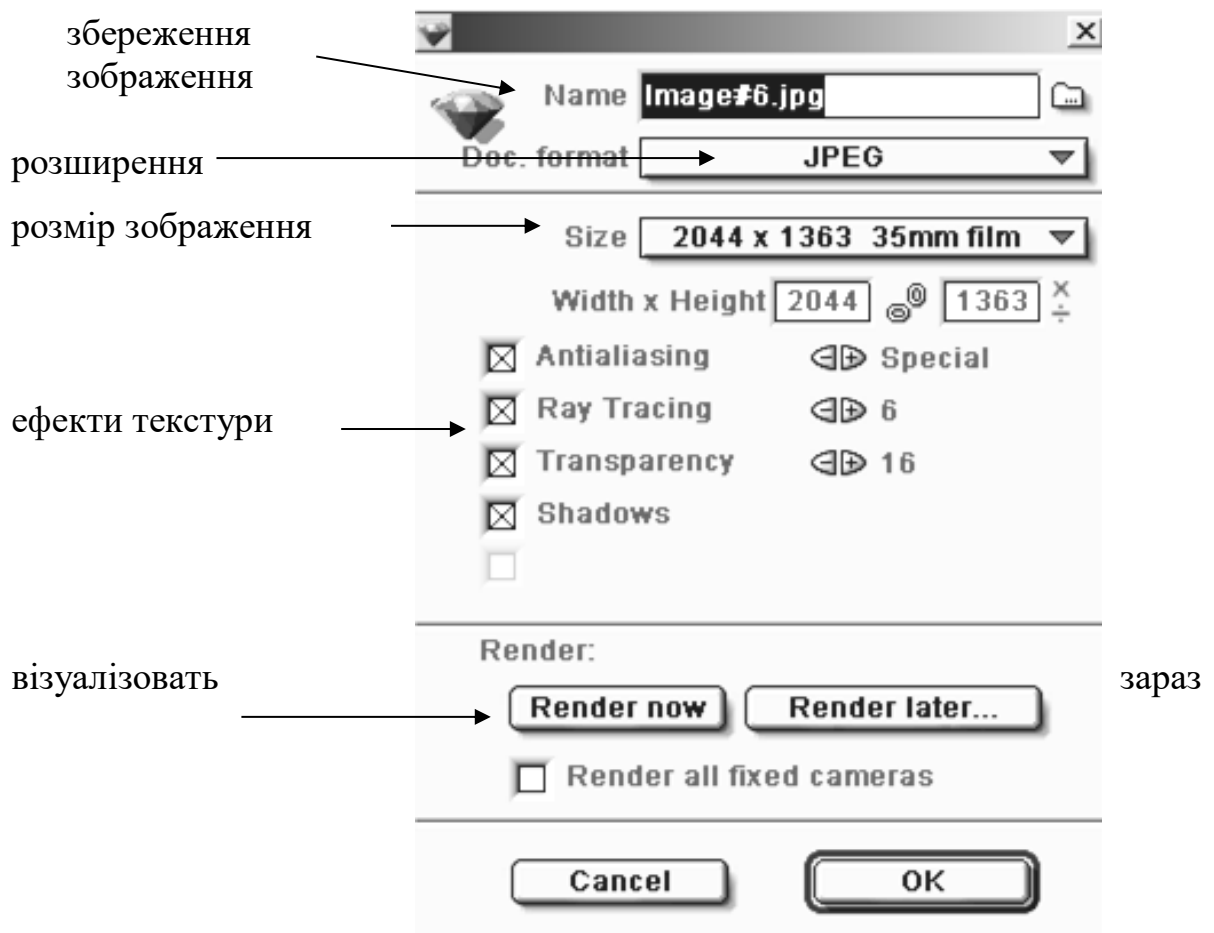 збереження
зображення
Name Image#6.jpg
розширення Doc. format JPEG
розмір зображення Size 2044 x 1363 35mm film
Width x Height 2044 1363
Antialiasing Special
ефекти текстури Ray Tracing 6
Transparency 16
Shadows
Render:
візуалізовать зараз
Render now Render later...
Render all fixed cameras
Cancel OK